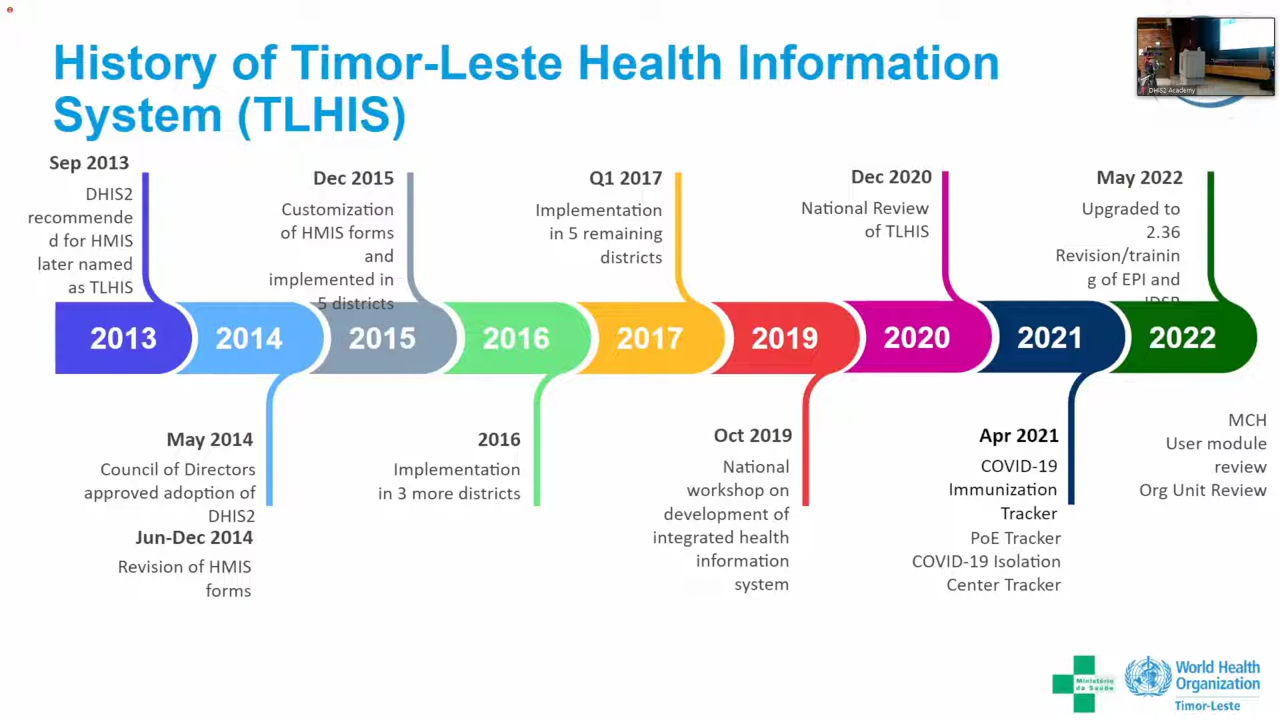 History of Timor-Leste Health Information
System (TLHIS)
DHIS2 Academy
Sep 2013
DHIS2
recommende
d for HMIS
later named
as TLHIS
Dec 2015
Customization
of HMIS forms
and
implemented in
5 districts
Q1 2017
Implementation
in 5 remaining
districts
Dec 2020
National Review
of TLHIS
May 2022
Upgraded to
2.36
Revision/trainin
g of EPI and
IDSR
2013
2014
2015
2016
2017
2019
2020
2021
2022
May 2014
Council of Directors
approved adoption of
DHIS2
Jun-Dec 2014
Revision of HMIS
forms
2016
Implementation
in 3 more districts
Oct 2019
National
workshop on
development of
integrated health
information
system
Apr 2021
COVID-19
Immunization
Tracker
PoE Tracker
COVID-19 Isolation
Center Tracker
MCH
User module
review
Org Unit Review
Ministério
da Saúde
World Health
Organization
Timor-Leste